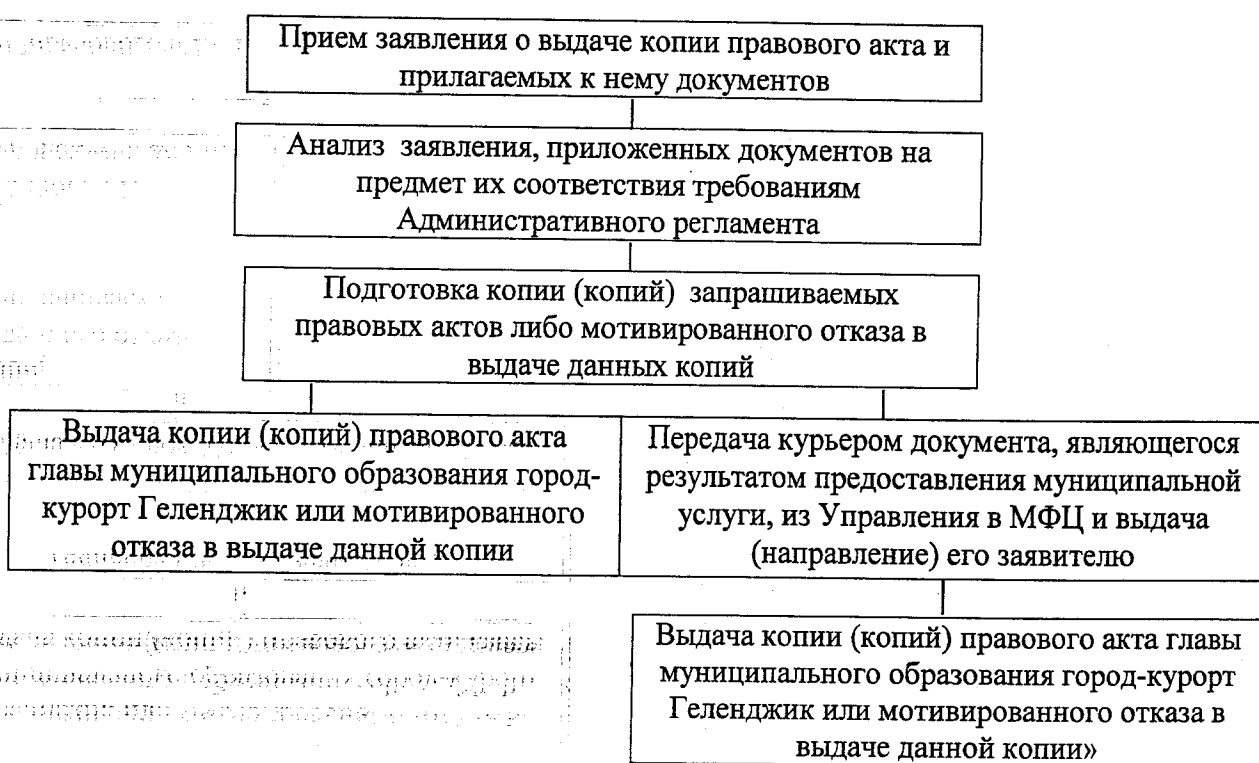 Прием заявления о выдаче копии правового акта и
прилагаемых к нему документов
Анализ заявления, приложенных документов на
предмет их соответствия требованиям
Административного регламента
Подготовка копии (копий) запрашиваемых
правовых актов либо мотивированного отказа в
выдаче данных копий
Выдача копии (копий) правового акта
главы муниципального образования город-
курорт Геленджик или мотивированного
отказа в выдаче данной копии
Передача курьером документа, являющегося
результатом предоставления муниципальной
услуги, из Управления в МФЦ и выдача
(направление) его заявителю
Выдача копии (копий) правового акта главы
муниципального образования город-курорт
Геленджик или мотивированного отказа в
выдаче данной копии»